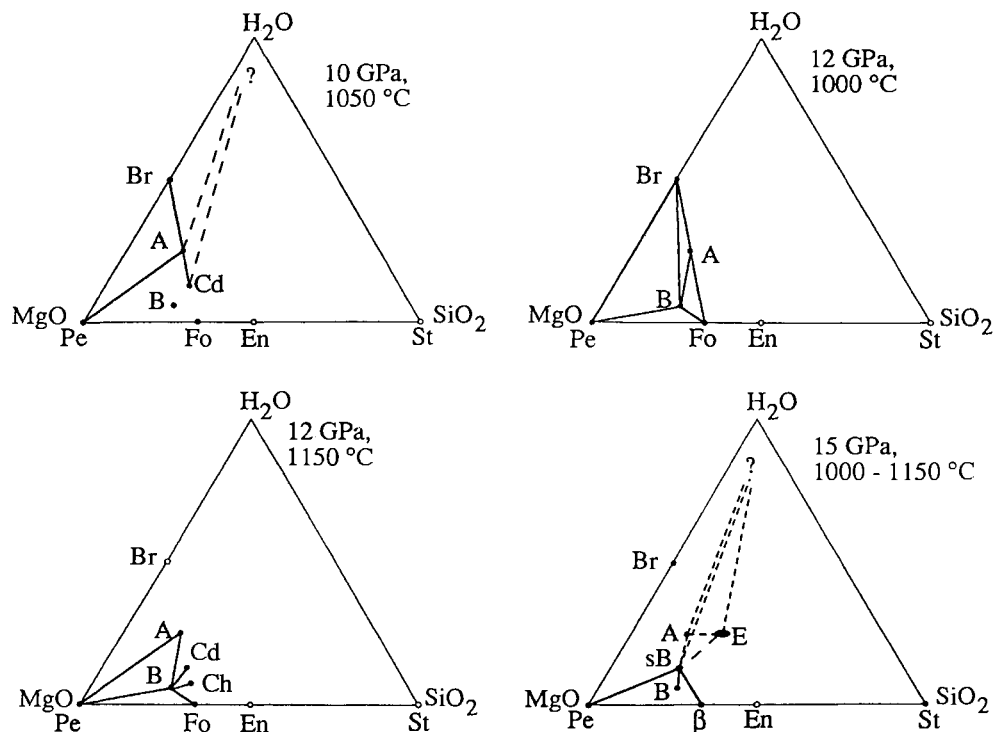 H2O
10 GPa,
1050 °C
?
Br
A
Cd
B
MgO
SiO2
Pe
Fo
En
St
H2O
12 GPa,
1000 °C
Br
A
B
MgO
SiO2
Pe
Fo
En
St
H2O
12 GPa,
1150 °C
Br
A
Cd
B
Ch
MgO
SiO2
Pe
Fo
En
St
H2O
15 GPa,
1000 - 1150 °C
?
Br
A
E
sB
B
MgO
SiO2
Pe
β
En
St